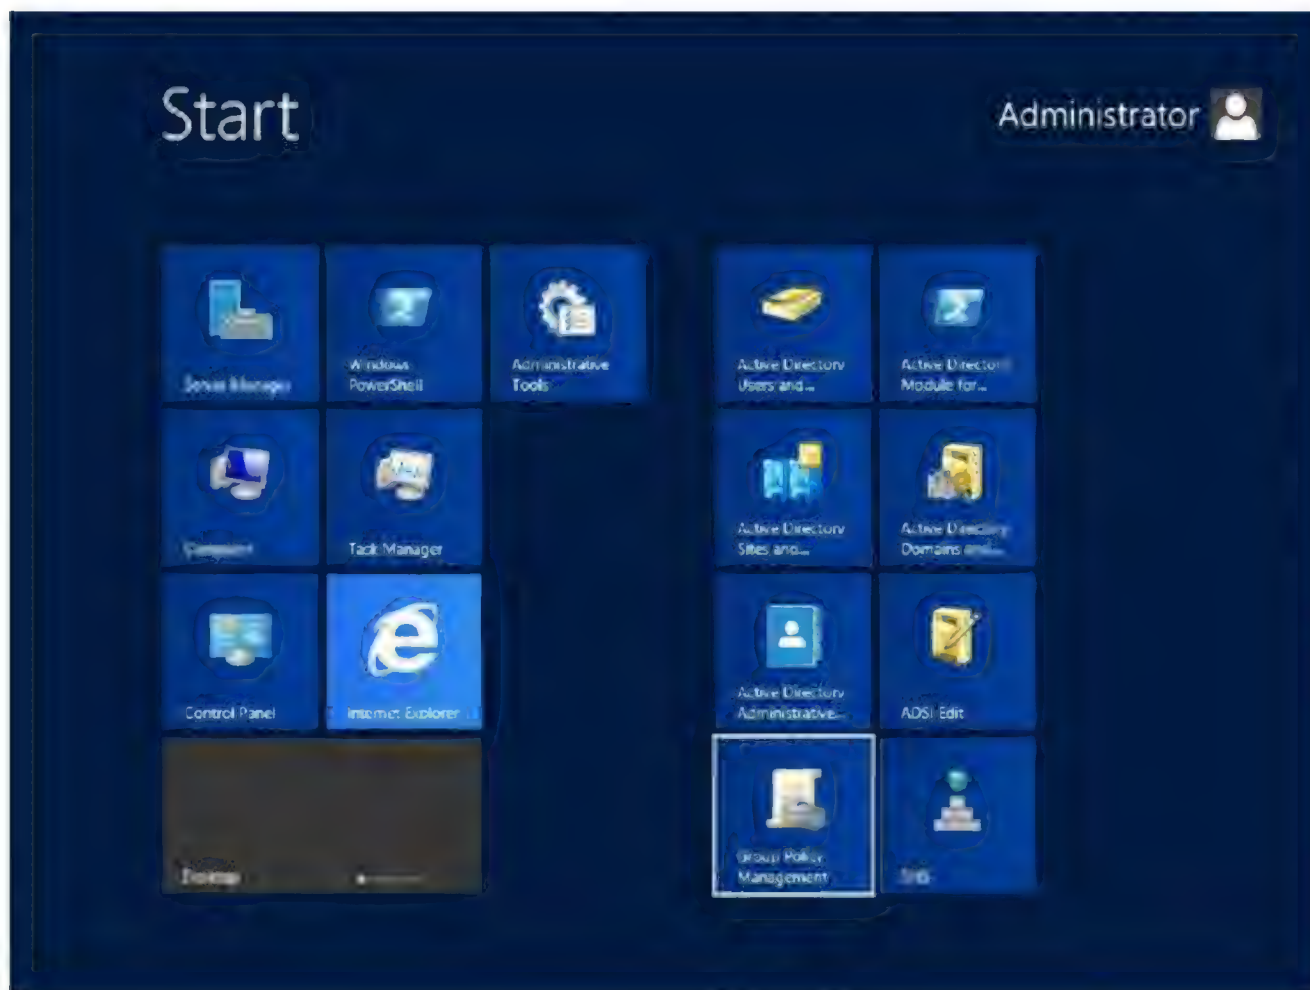 Start
Administrator
Server Manager
Windows
PowerShell
Administrative
Tools
Computer
Task Manager
Control Panel
Internet Explorer
Desktop
Active Directory
Users and...
Active Directory
Module for...
Active Directory
Sites and...
Active Directory
Domains and...
Active Directory
Administrative...
ADSI Edit
Group Policy
Management
DNS